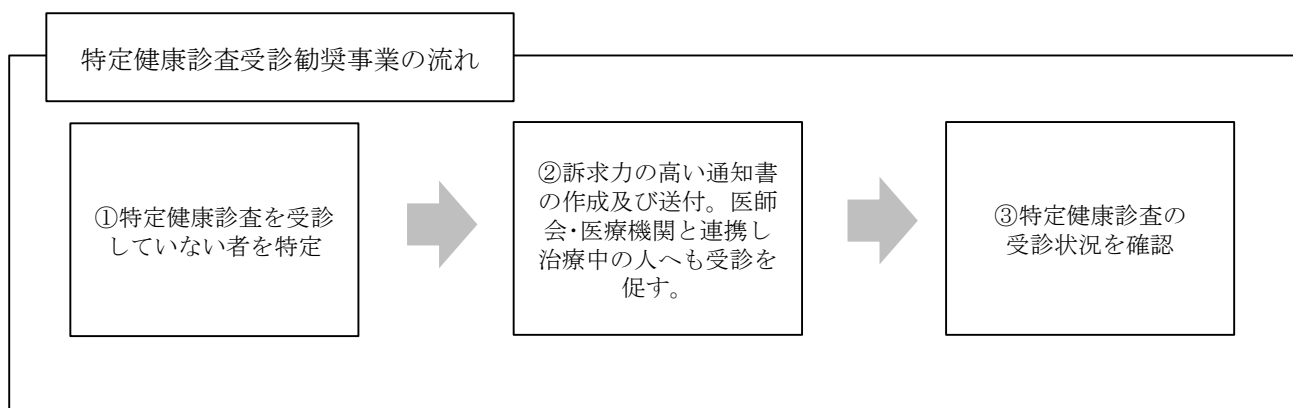 特定健康診査受診勧奨事業の流れ
①特定健康診査を受診
していない者を特定
②訴求力の高い通知書
の作成及び送付。医師
会・医療機関と連携し
治療中の人へも受診を
促す。
③特定健康診査の
受診状況を確認